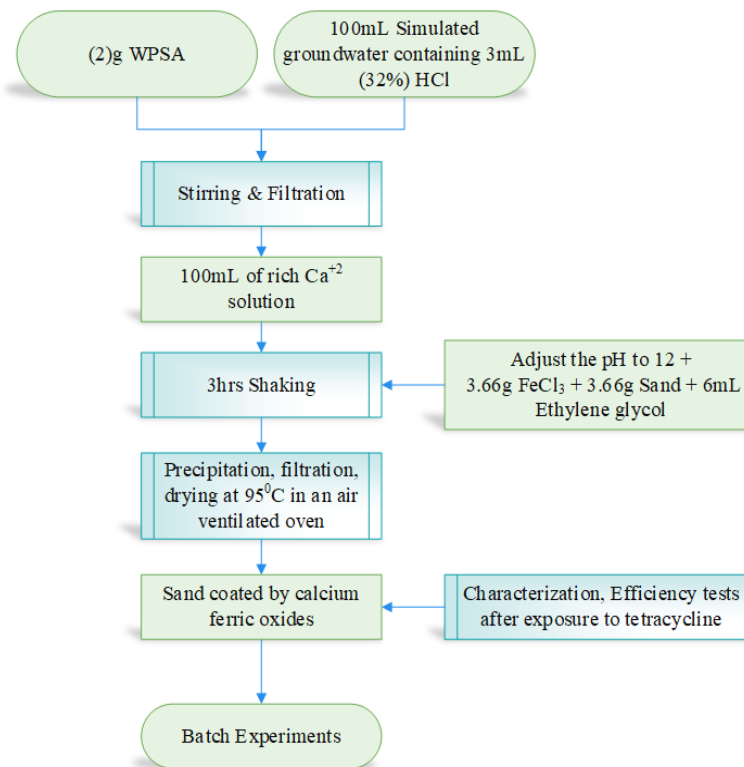 (2)g WPSA
100mL Simulated
groundwater containing 3mL
(32%) HCl
Stirring & Filtration
100mL of rich Ca⁺²
solution
3hrs Shaking
Adjust the pH to 12 +
3.66g FeCl₃ + 3.66g Sand + 6mL
Ethylene glycol
Precipitation, filtration,
drying at 95⁰C in an air
ventilated oven
Sand coated by calcium
ferric oxides
Characterization, Efficiency tests
after exposure to tetracycline
Batch Experiments